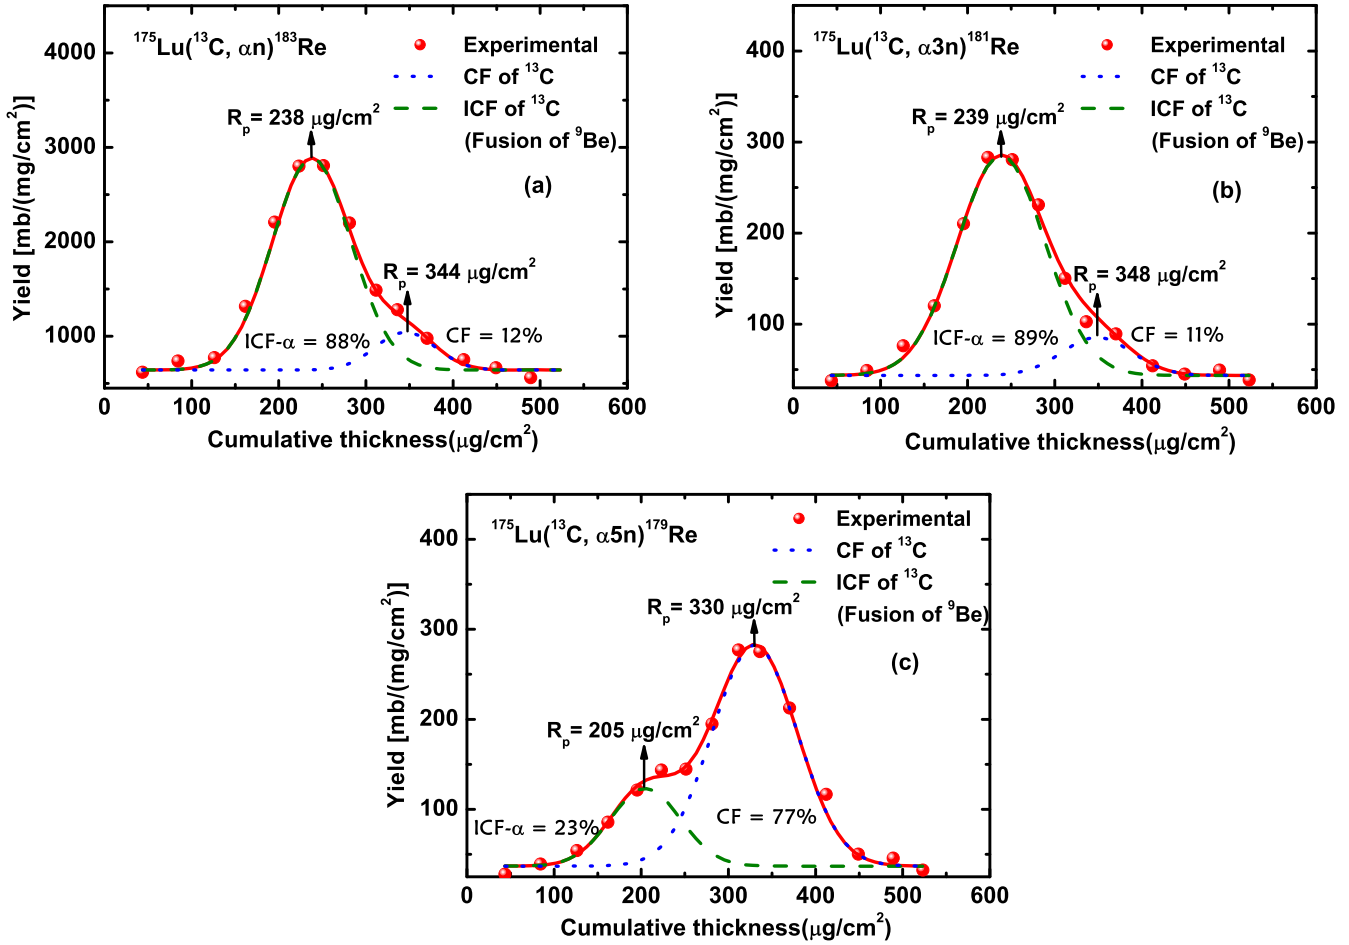 ¹⁷⁵Lu(¹³C, αn)¹⁸³Re
Experimental
CF of ¹³C
ICF of ¹³C
(Fusion of ⁹Be)
(a)
Rₚ= 238 μg/cm²
Rₚ= 344 μg/cm²
ICF-α = 88%
CF = 12%
4000
3000
2000
1000
Yield [mb/(mg/cm²)]
0 100 200 300 400 500 600
Cumulative thickness(μg/cm²)
¹⁷⁵Lu(¹³C, α3n)¹⁸¹Re
Experimental
CF of ¹³C
ICF of ¹³C
(Fusion of ⁹Be)
(b)
Rₚ= 239 μg/cm²
Rₚ= 348 μg/cm²
ICF-α = 89%
CF = 11%
400
300
200
100
Yield [mb/(mg/cm²)]
0 100 200 300 400 500 600
Cumulative thickness(μg/cm²)
¹⁷⁵Lu(¹³C, α5n)¹⁷⁹Re
Experimental
CF of ¹³C
ICF of ¹³C
(Fusion of ⁹Be)
(c)
Rₚ= 330 μg/cm²
Rₚ= 205 μg/cm²
ICF-α = 23%
CF = 77%
400
300
200
100
Yield [mb/(mg/cm²)]
0 100 200 300 400 500 600
Cumulative thickness(μg/cm²)